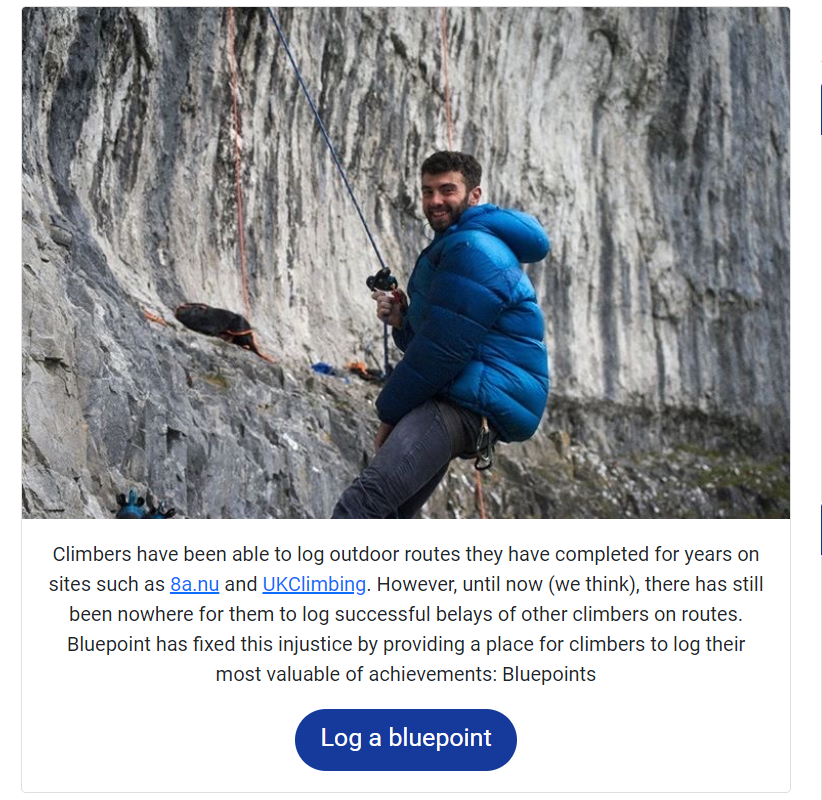 Climbers have been able to log outdoor routes they have completed for years on
sites such as 8a.nu and UKClimbing. However, until now (we think), there has still
been nowhere for them to log successful belays of other climbers on routes.
Bluepoint has fixed this injustice by providing a place for climbers to log their
most valuable of achievements: Bluepoints
Log a bluepoint